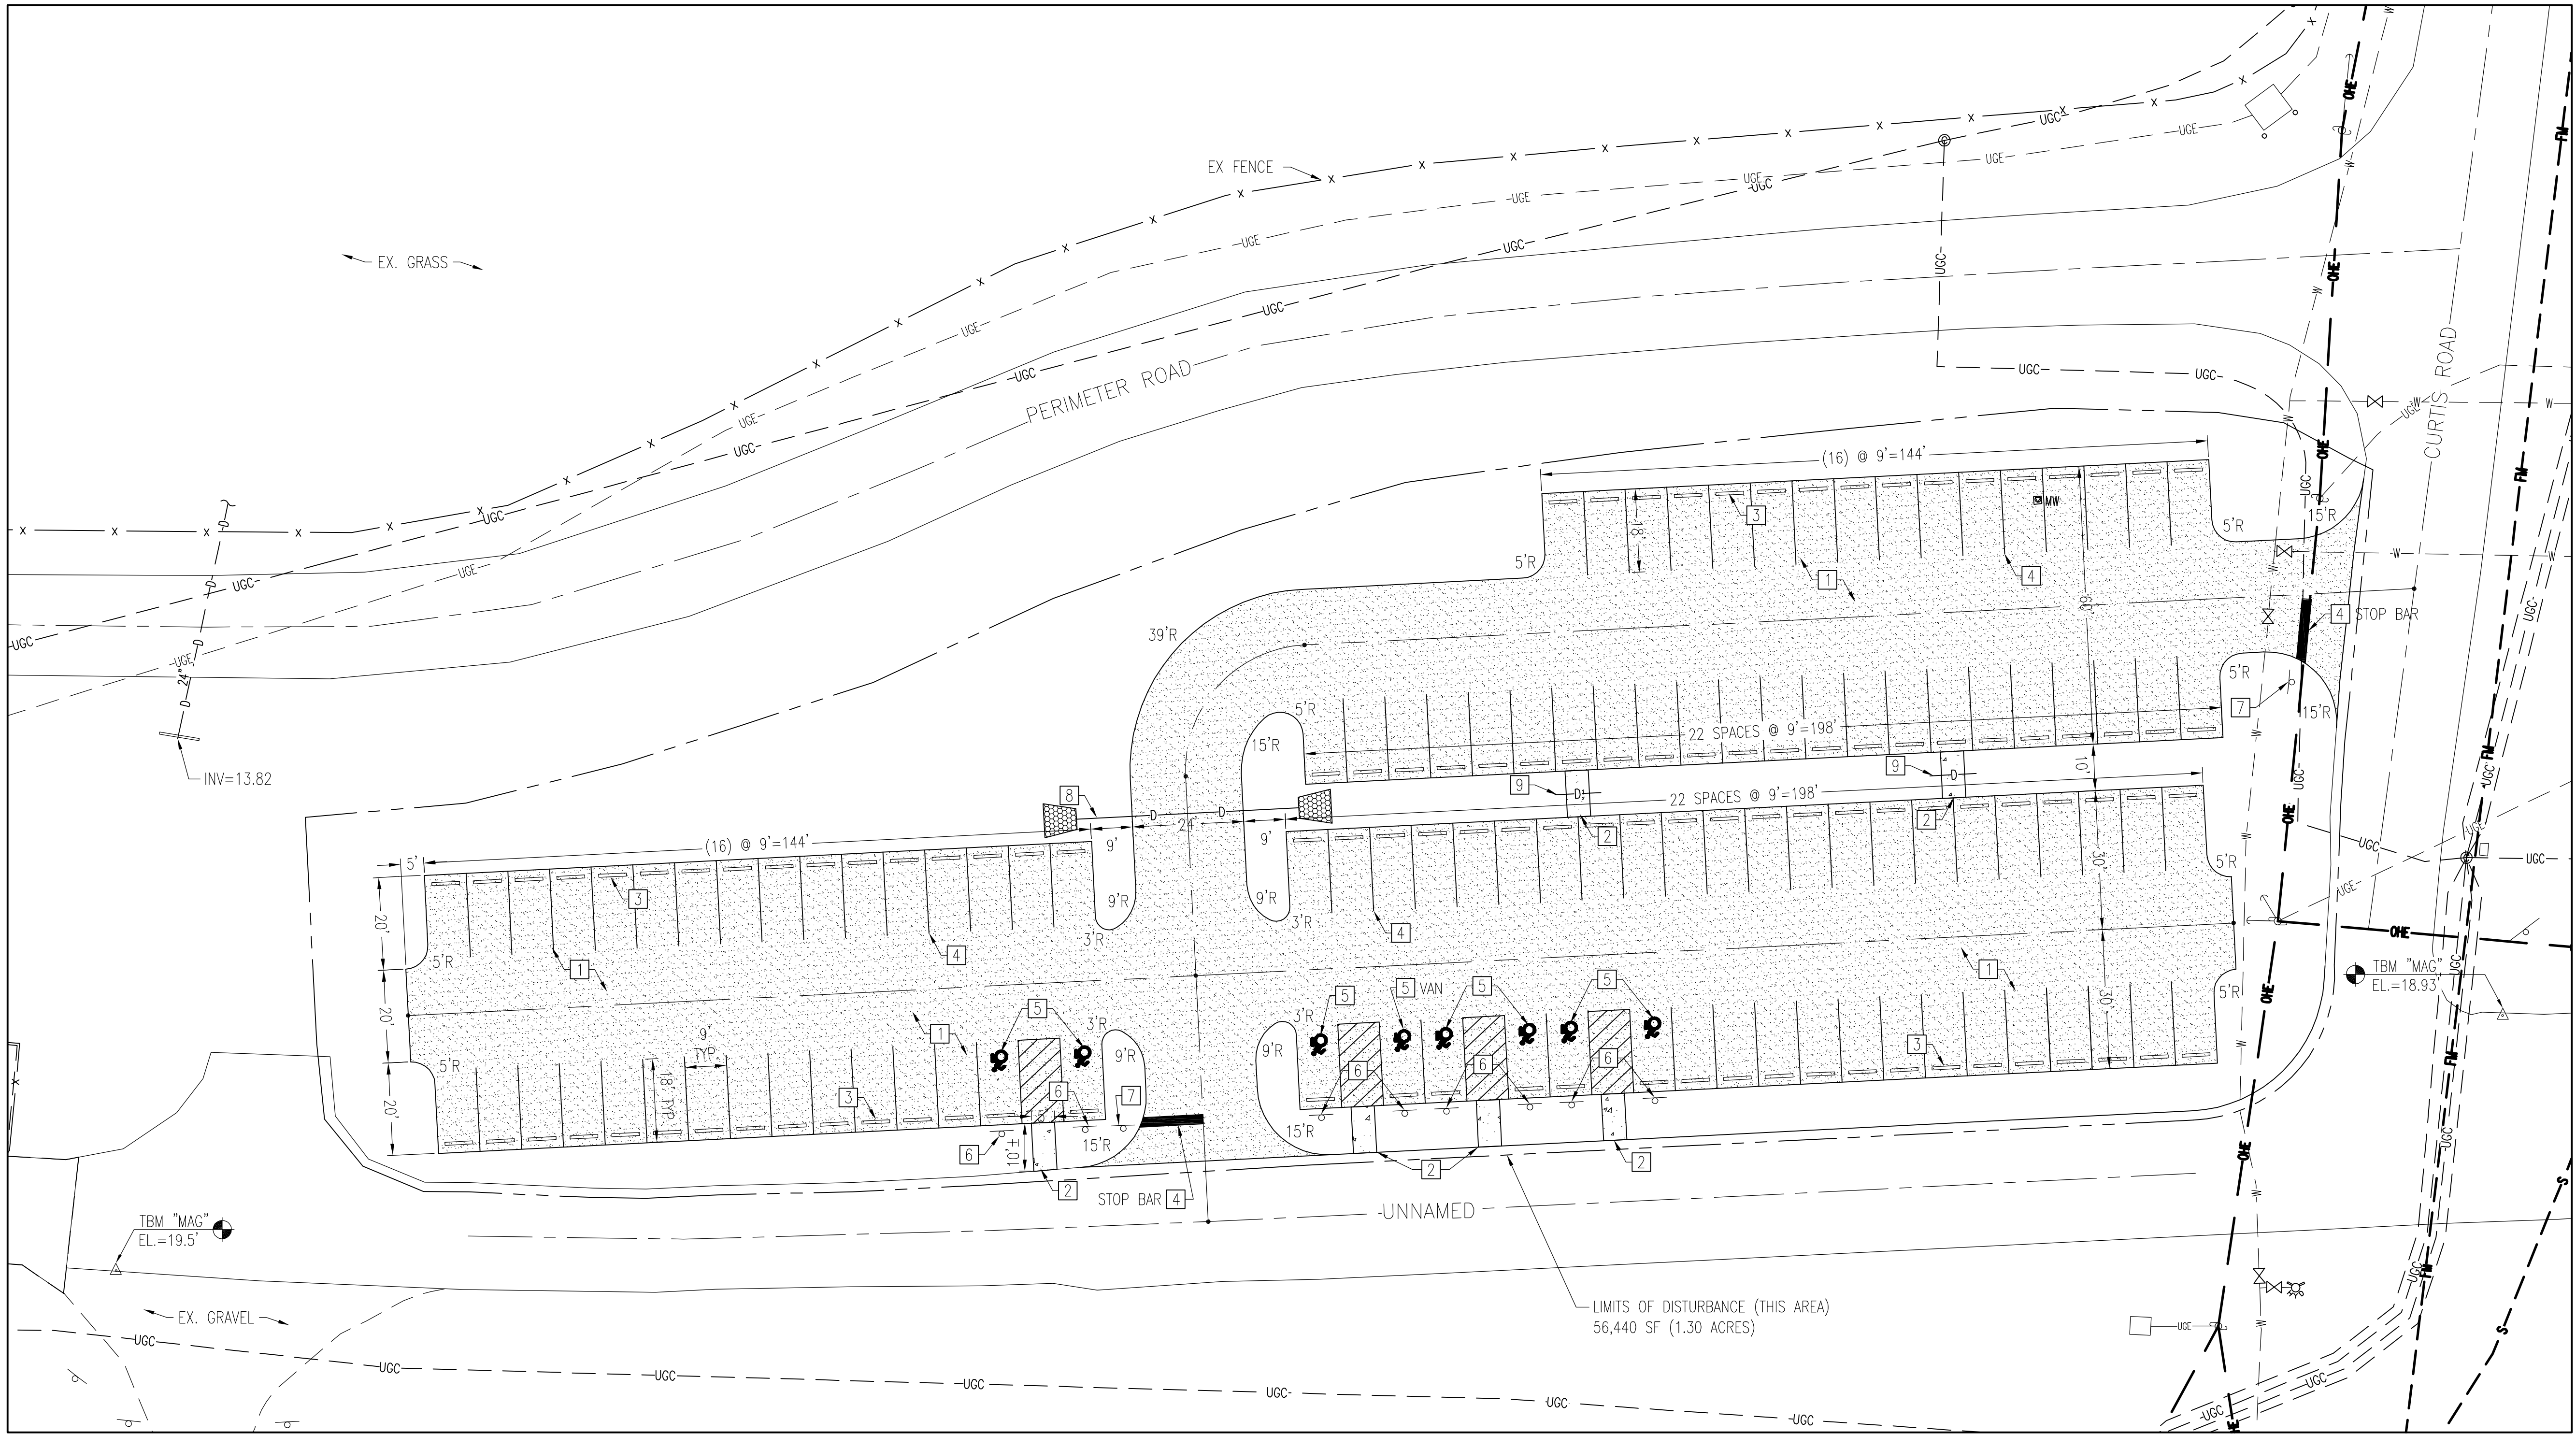 EX FENCE
EX. GRASS
PERIMETER ROAD
CURTIS ROAD
INV=13.82
24"
UGC
UGE
OHE
FM
W
X
D
S
(16) @ 9'=144'
18'
3
1
4
MW
60'
5'R
15'R
5'R
39'R
4 STOP BAR
5'R
7
15'R
5'R
15'R
22 SPACES @ 9'=198'
9
9
10'
8
24'
9'
9'
22 SPACES @ 9'=198'
2
2
(16) @ 9'=144'
5'
20'
20'
20'
3
9'R
3'R
9'R
3'R
4
4
30'
30'
5'R
5'R
5'R
5'R
1
1
1
5
5
5 VAN
5
5
3'R
3'R
9'R
9'R
9'
TYP.
18' TYP.
3
3
6
6
6
6
6
7
5'
10'±
15'R
15'R
2
2
2
STOP BAR 4
UNNAMED
TBM "MAG"
EL.=18.93'
TBM "MAG"
EL.=19.5'
EX. GRAVEL
LIMITS OF DISTURBANCE (THIS AREA)
56,440 SF (1.30 ACRES)